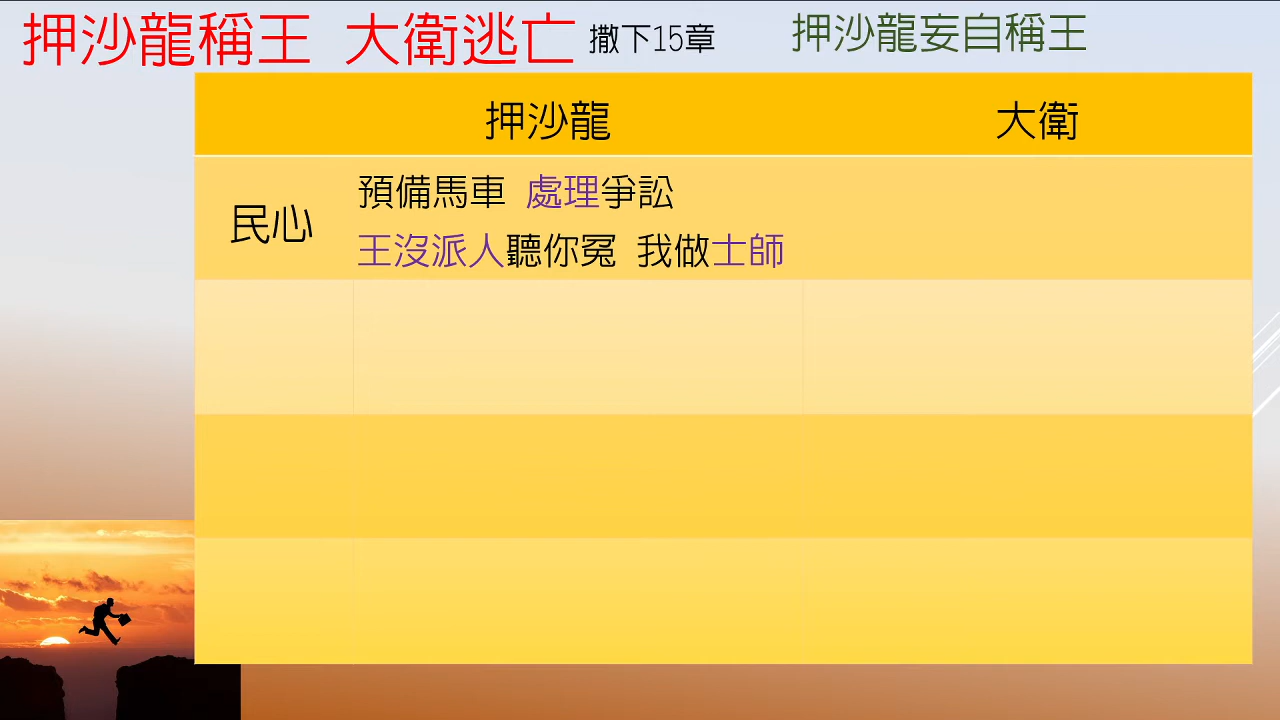 押沙龍稱王 大衛逃亡 撒下15章 押沙龍妄自稱王
押沙龍 大衛
民心
預備馬車 處理爭訟
王沒派人聽你冤 我做士師